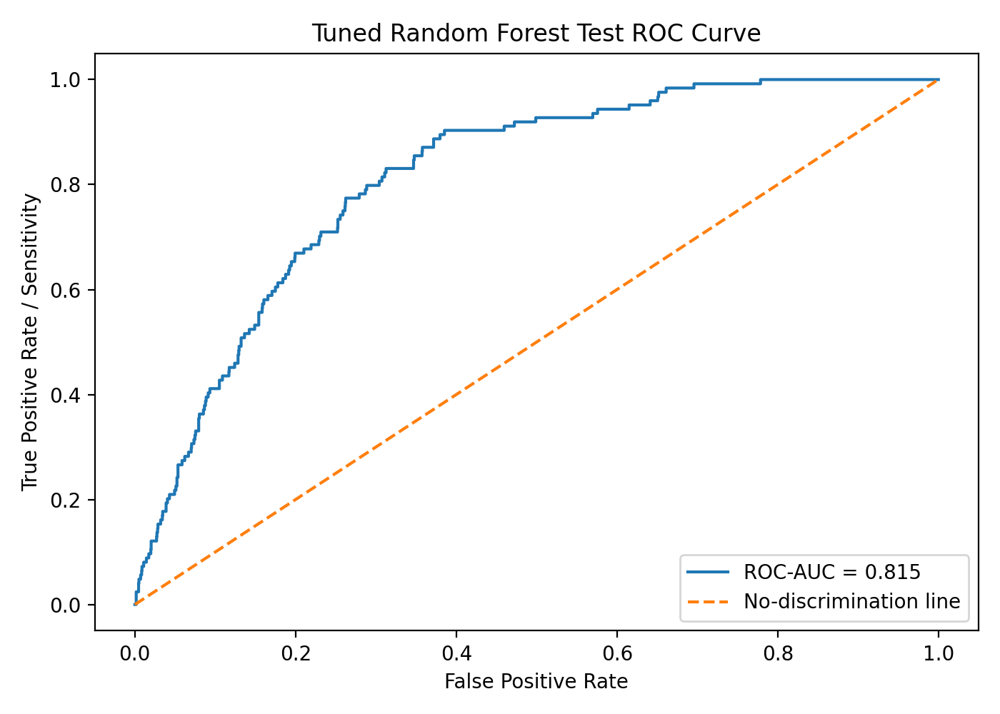 Tuned Random Forest Test ROC Curve
True Positive Rate / Sensitivity
1.0
0.8
0.6
0.4
0.2
0.0
ROC-AUC = 0.815
No-discrimination line
0.0 0.2 0.4 0.6 0.8 1.0
False Positive Rate